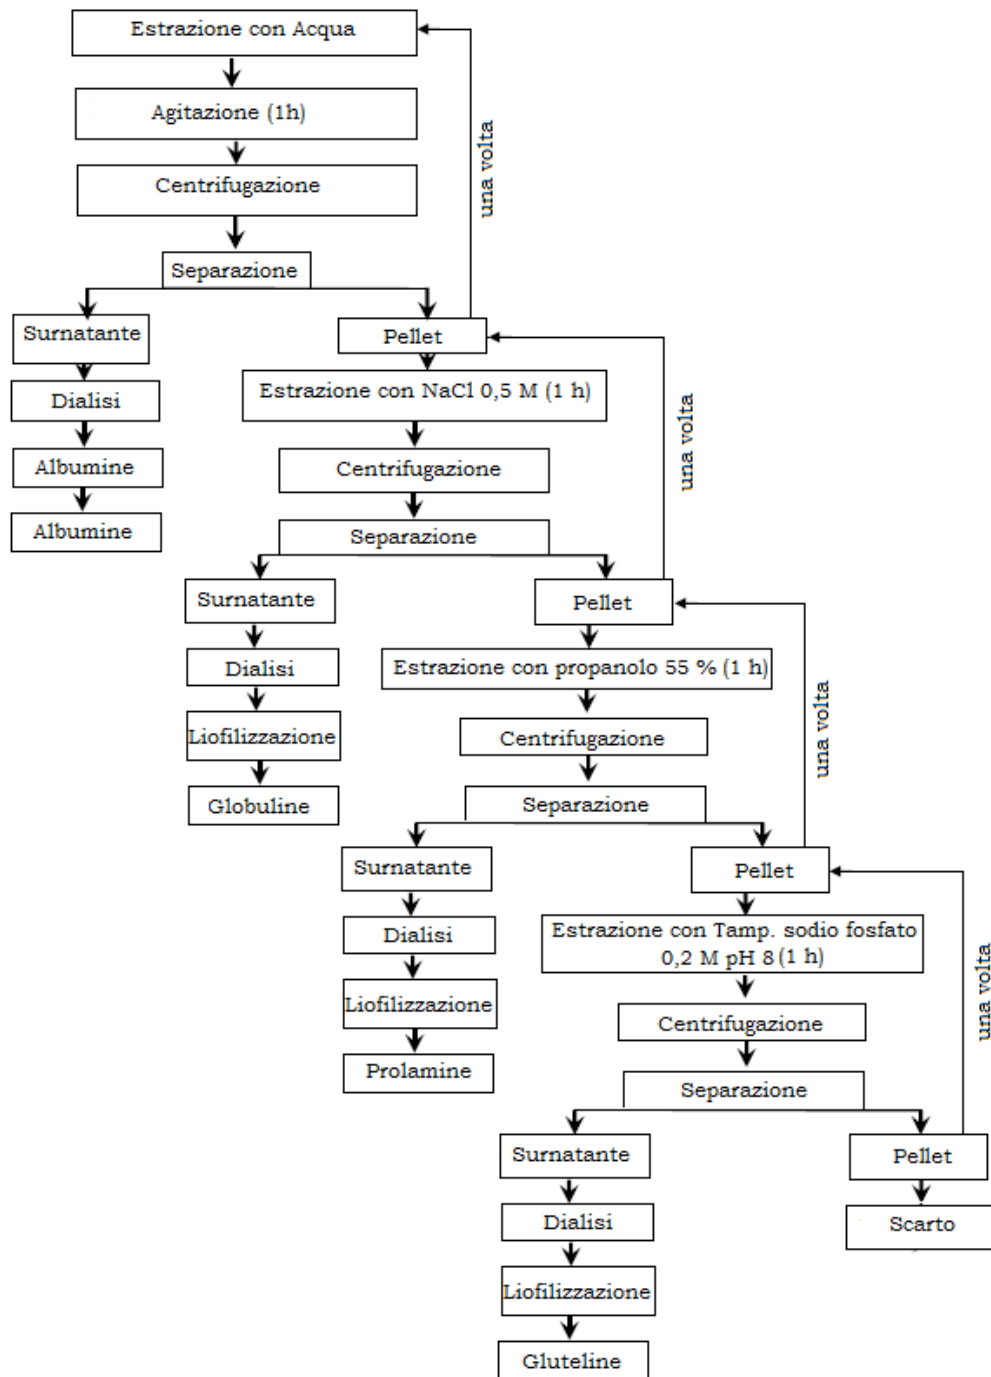 Estrazione con Acqua
Agitazione (1h)
una volta
Centrifugazione
Separazione
Surnatante
Pellet
Dialisi
Estrazione con NaCl 0,5 M (1 h)
una volta
Albumine
Centrifugazione
Albumine
Separazione
Surnatante
Pellet
Dialisi
Estrazione con propanolo 55 % (1 h)
una volta
Liofilizzazione
Centrifugazione
Globuline
Separazione
Surnatante
Pellet
Dialisi
Estrazione con Tamp. sodio fosfato
0,2 M pH 8 (1 h)
una volta
Liofilizzazione
Centrifugazione
Prolamine
Separazione
Surnatante
Pellet
Dialisi
Scarto
Liofilizzazione
Gluteline